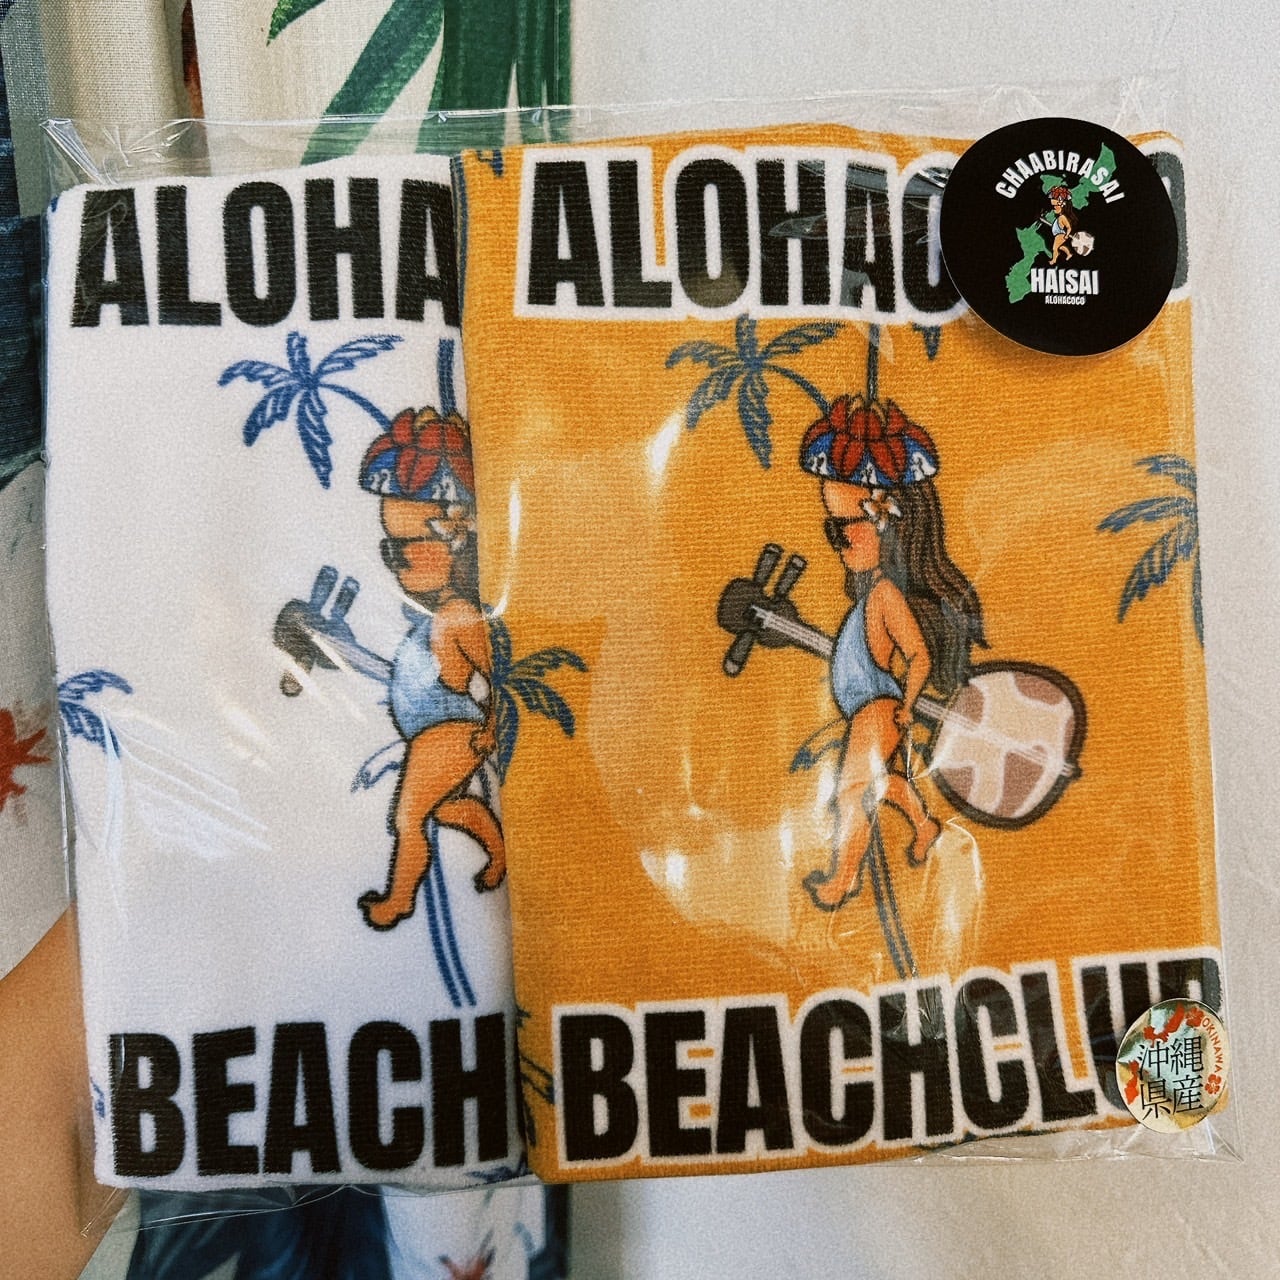 ALOHA
ALOHACO
CHAABIRASAI
HAISAI
ALOHACOCO
BEACH
BEACHCLUB
OKINAWA
沖縄
県産